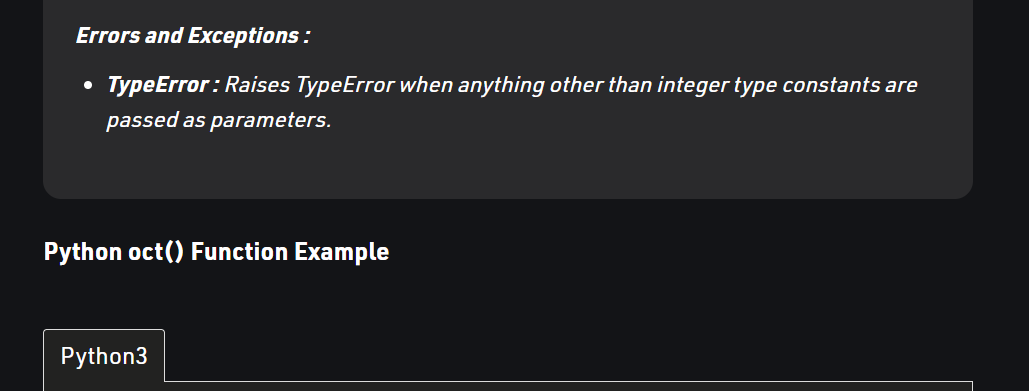 Errors and Exceptions :
• TypeError : Raises TypeError when anything other than integer type constants are
passed as parameters.
Python oct() Function Example
Python3